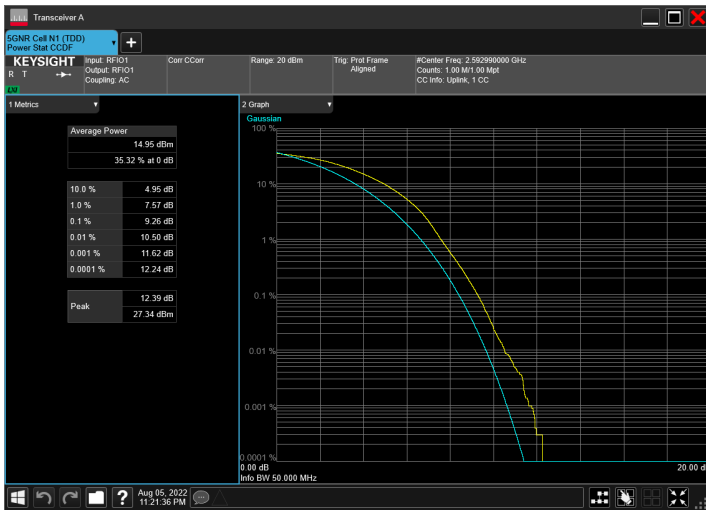 Transceiver A
5GNR Cell N1 (TDD)
Power Stat CCDF
KEYSIGHT
R T
LXI
Input: RFIO1
Output: RFIO1
Coupling: AC
Corr CCorr
Range: 20 dBm
Trig: Prot Frame
Aligned
#Center Freq: 2.592990000 GHz
Counts: 1.00 M/1.00 Mpt
CC Info: Uplink, 1 CC
1 Metrics
Average Power
14.95 dBm
35.32 % at 0 dB
10.0 % 4.95 dB
1.0 % 7.57 dB
0.1 % 9.26 dB
0.01 % 10.50 dB
0.001 % 11.62 dB
0.0001 % 12.24 dB
Peak
12.39 dB
27.34 dBm
2 Graph
Gaussian
100 %
10 %
1 %
0.1 %
0.01 %
0.001 %
0.0001 %
0.00 dB
20.00 d
Info BW 50.000 MHz
Aug 05, 2022
11:21:36 PM